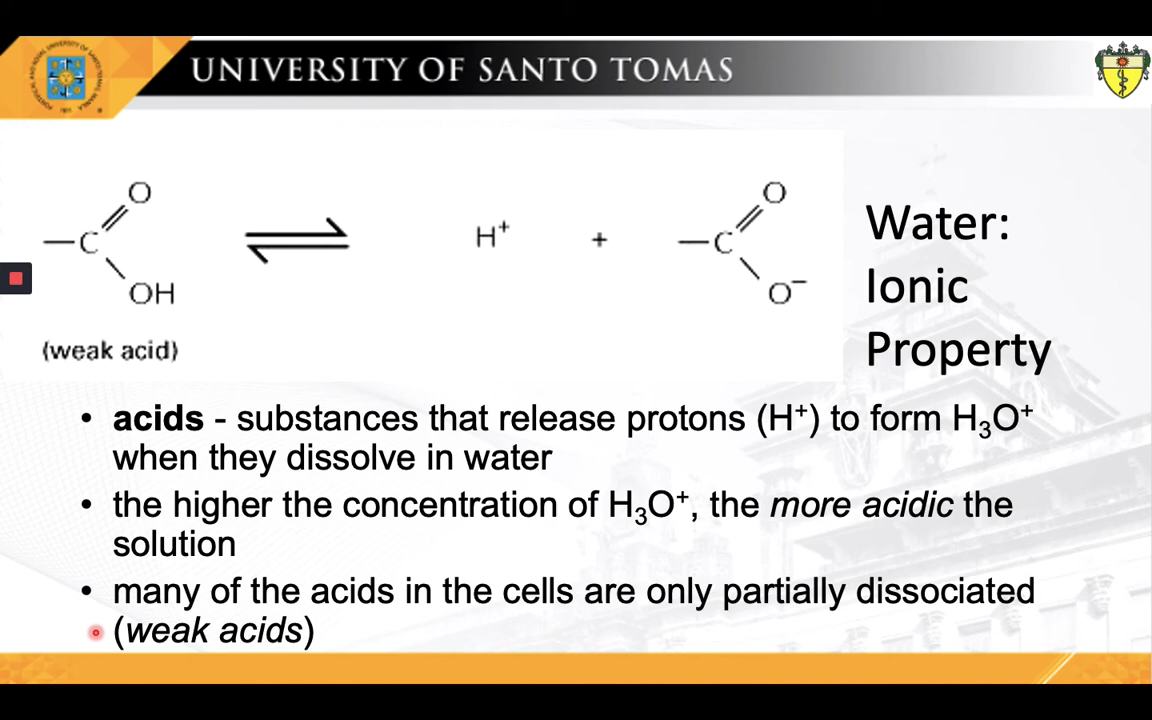 UNIVERSITY OF SANTO TOMAS
O
O
—C
H⁺
+
—C
OH
O⁻
(weak acid)
Water:
Ionic
Property
• acids - substances that release protons (H⁺) to form H₃O⁺
when they dissolve in water
• the higher the concentration of H₃O⁺, the more acidic the
solution
• many of the acids in the cells are only partially dissociated
(weak acids)